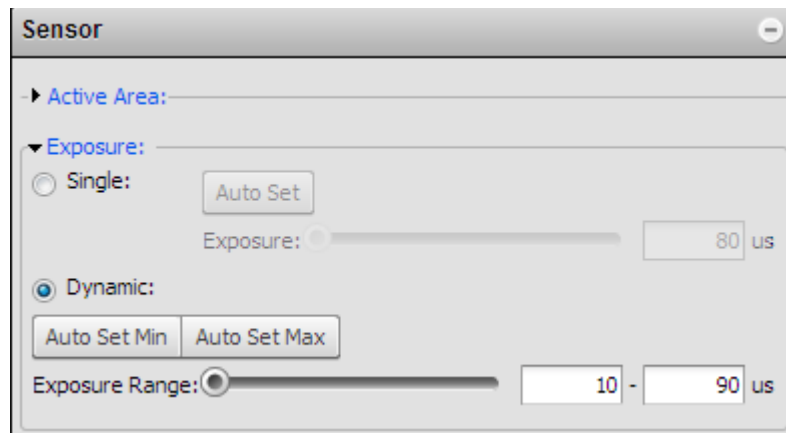 Sensor
Active Area:
Exposure:
Single:
Auto Set
Exposure: 80 us
Dynamic:
Auto Set Min Auto Set Max
Exposure Range: 10 - 90 us